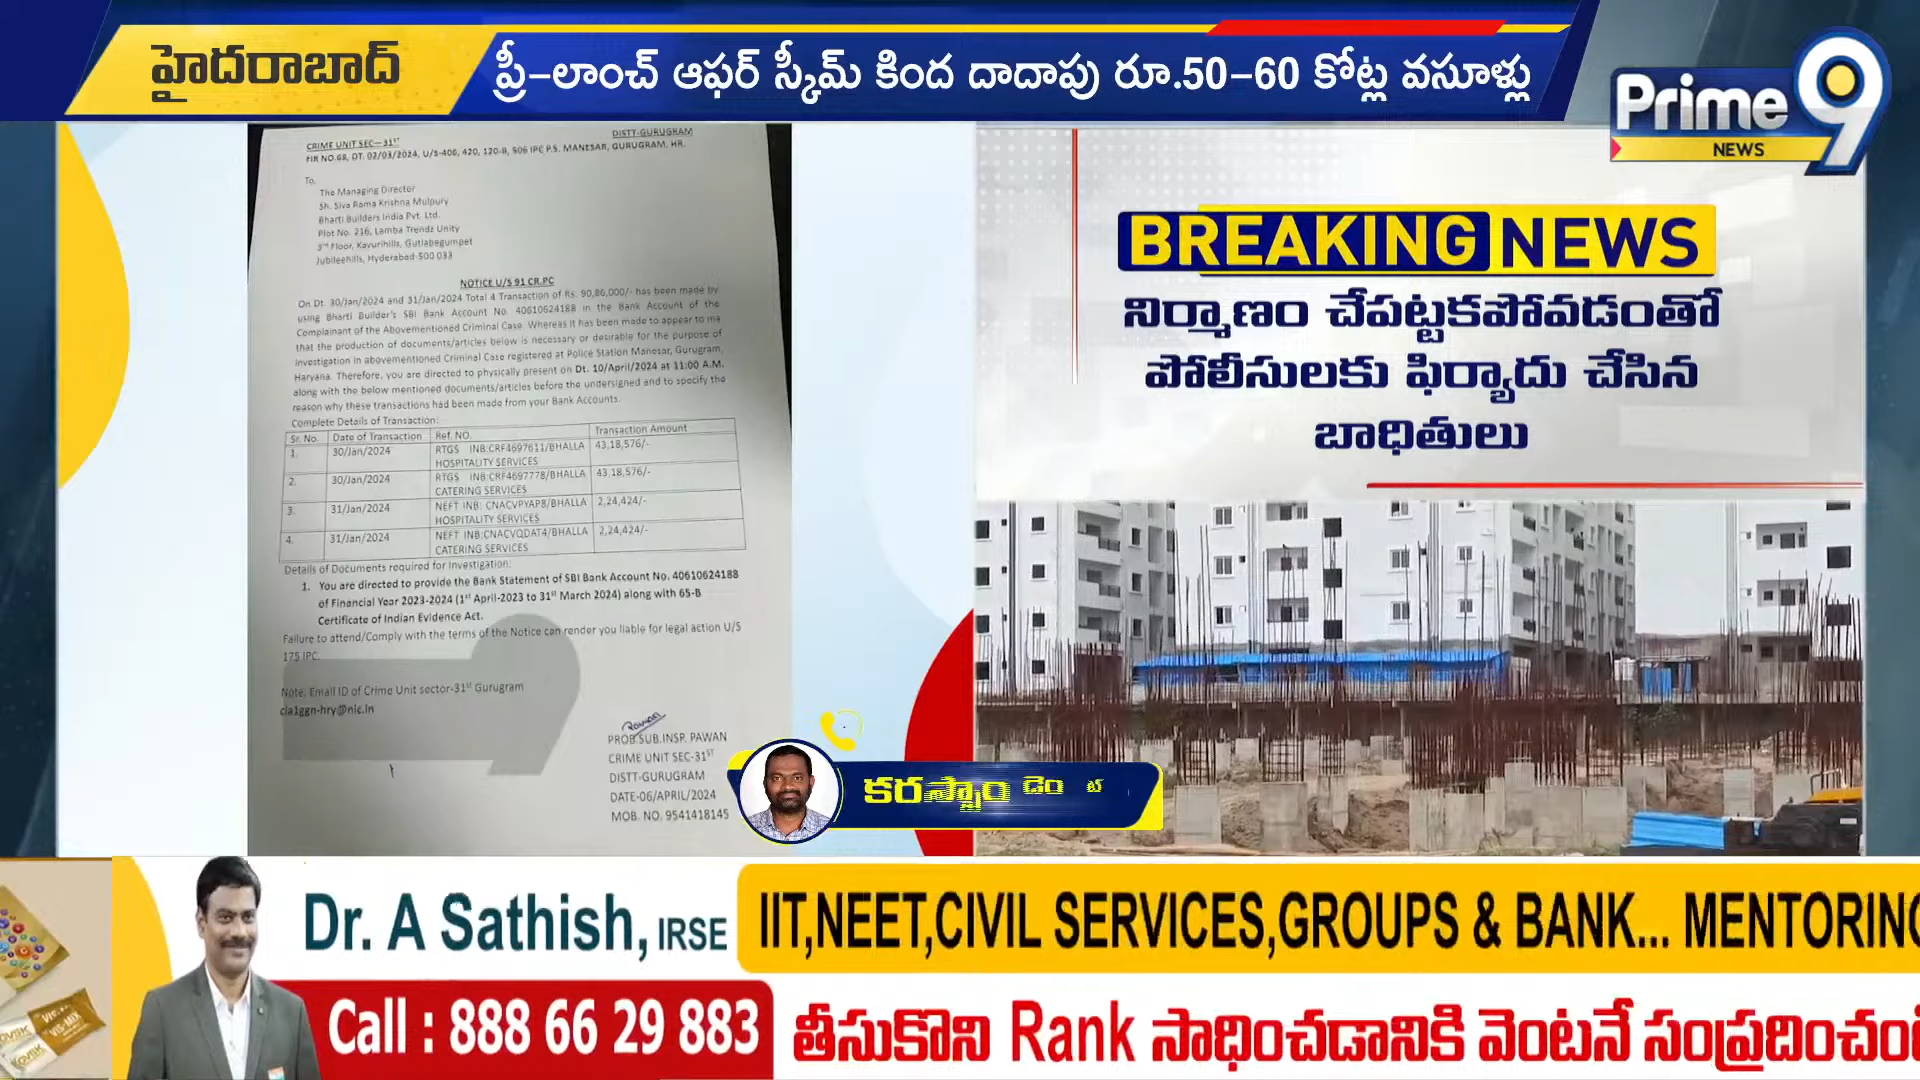 హైదరాబాద్
ప్రీ-లాంచ్ ఆఫర్ స్కీమ్ కింద దాదాపు రూ.50-60 కోట్ల వసూళ్లు
Prime9
NEWS
CRIME UNIT SEC-31ST
DISTT-GURUGRAM
FIR NO.68, DT. 02/03/2024, U/S-406, 420, 120-B, 506 IPC P.S. MANESAR, GURUGRAM, HR.
To,
The Managing Director
Sh. Siva Rama Krishna Mulpury
Bharti Builders India Pvt. Ltd.
Plot No. 216, Lamba Trendz Unity
3rd Floor, Kavurihills, Gutlabegumpet
Jubileehills, Hyderabad-500 033
NOTICE U/S 91 CR.PC
On Dt. 30/Jan/2024 and 31/Jan/2024 Total 4 Transaction of Rs. 90,86,000/- has been made by
using Bharti Builder's SBI Bank Account No. 40610624188 in the Bank Account of the
Complainant of the Abovementioned Criminal Case. Whereas it has been made to appear to me
that the production of documents/articles below is necessary or desirable for the purpose of
investigation in abovementioned Criminal Case registered at Police Station Manesar, Gurugram,
Haryana. Therefore, you are directed to physically present on Dt. 10/April/2024 at 11:00 A.M.
along with the below mentioned documents/articles before the undersigned and to specify the
reason why these transactions had been made from your Bank Accounts.
Complete Details of Transaction:
Sr. No. Date of Transaction Ref. NO. Transaction Amount
1. 30/Jan/2024 RTGS INB:CRF4697611/BHALLA 43,18,576/-
HOSPITALITY SERVICES
2. 30/Jan/2024 RTGS INB:CRF4697778/BHALLA 43,18,576/-
CATERING SERVICES
3. 31/Jan/2024 NEFT INB: CNACVPYAP8/BHALLA 2,24,424/-
HOSPITALITY SERVICES
4. 31/Jan/2024 NEFT INB:CNACVQDAT4/BHALLA 2,24,424/-
CATERING SERVICES
Details of Documents required for Investigation:
1. You are directed to provide the Bank Statement of SBI Bank Account No. 40610624188
of Financial Year 2023-2024 (1st April-2023 to 31st March 2024) along with 65-B
Certificate of Indian Evidence Act.
Failure to attend/Comply with the terms of the Notice can render you liable for legal action U/S
175 IPC.
Note. Email ID of Crime Unit sector-31st Gurugram
cia1ggn-hry@nic.in
Pawan
PROB.SUB.INSP. PAWAN
CRIME UNIT SEC-31ST
DISTT-GURUGRAM
DATE-06/APRIL/2024
MOB. NO. 9541418145
BREAKING NEWS
నిర్మాణం చేపట్టకపోవడంతో
పోలీసులకు ఫిర్యాదు చేసిన
బాధితులు
Dr. A Sathish, IRSE
IIT,NEET,CIVIL SERVICES,GROUPS & BANK... MENTORING
Call : 888 66 29 883
తీసుకొని Rank సాధించడానికి వెంటనే సంప్రదించం